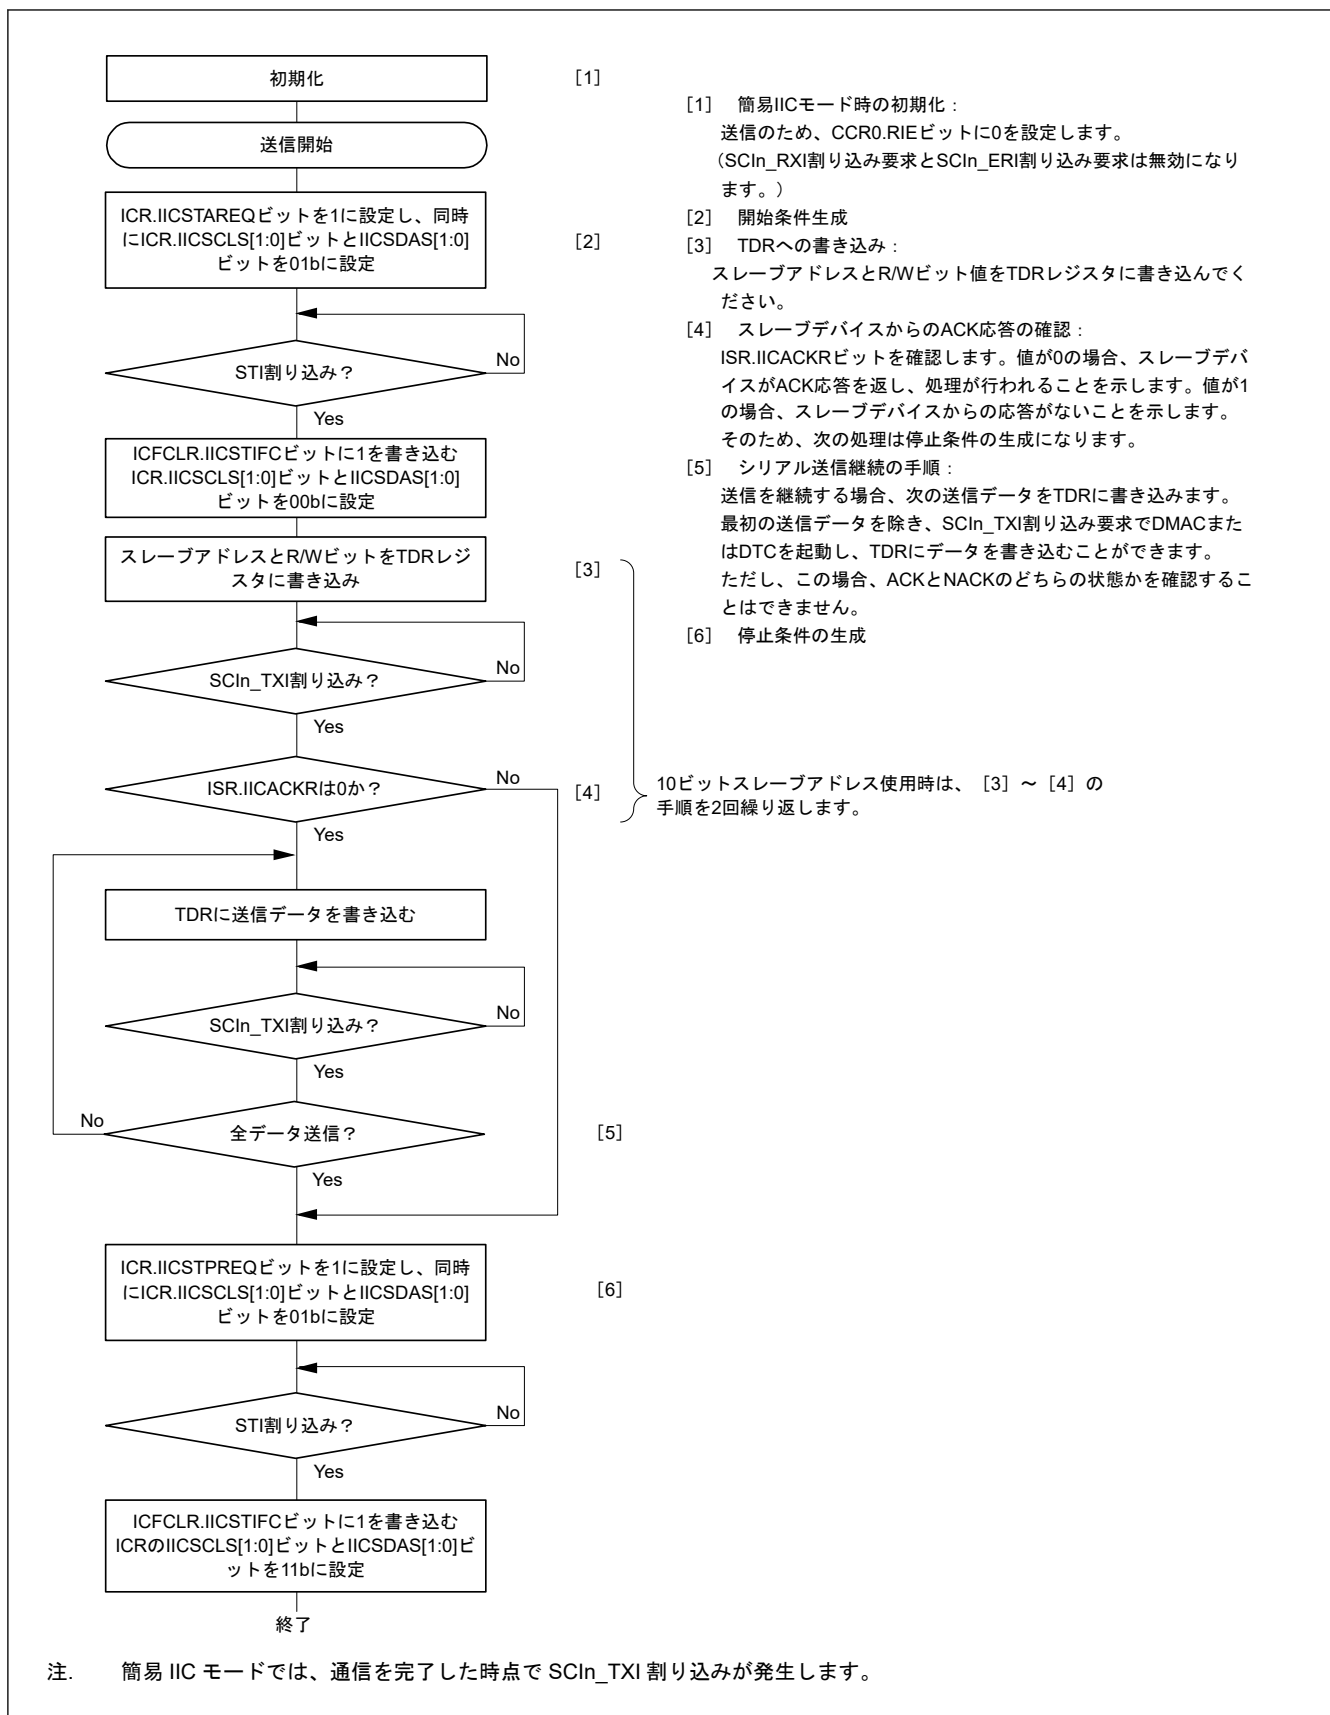 初期化
[1]
送信開始
ICR.IICSTAREQビットを1に設定し、同時
にICR.IICSCLS[1:0]ビットとIICSDAS[1:0]
ビットを01bに設定
[2]
STI割り込み？
No
Yes
ICFCLR.IICSTIFCビットに1を書き込む
ICR.IICSCLS[1:0]ビットとIICSDAS[1:0]
ビットを00bに設定
スレーブアドレスとR/WビットをTDRレジ
スタに書き込み
[3]
SCIn_TXI割り込み？
No
Yes
ISR.IICACKRは0か？
No
[4]
Yes
TDRに送信データを書き込む
SCIn_TXI割り込み？
No
Yes
全データ送信？
No
[5]
Yes
ICR.IICSTPREQビットを1に設定し、同時
にICR.IICSCLS[1:0]ビットとIICSDAS[1:0]
ビットを01bに設定
[6]
STI割り込み？
No
Yes
ICFCLR.IICSTIFCビットに1を書き込む
ICRのIICSCLS[1:0]ビットとIICSDAS[1:0]ビ
ットを11bに設定
終了
[1] 簡易IICモード時の初期化：
送信のため、CCR0.RIEビットに0を設定します。
（SCIn_RXI割り込み要求とSCIn_ERI割り込み要求は無効になり
ます。）
[2] 開始条件生成
[3] TDRへの書き込み：
スレーブアドレスとR/Wビット値をTDRレジスタに書き込んでく
ださい。
[4] スレーブデバイスからのACK応答の確認：
ISR.IICACKRビットを確認します。値が0の場合、スレーブデバ
イスがACK応答を返し、処理が行われることを示します。値が1
の場合、スレーブデバイスからの応答がないことを示します。
そのため、次の処理は停止条件の生成になります。
[5] シリアル送信継続の手順：
送信を継続する場合、次の送信データをTDRに書き込みます。
最初の送信データを除き、SCIn_TXI割り込み要求でDMACまた
はDTCを起動し、TDRにデータを書き込むことができます。
ただし、この場合、ACKとNACKのどちらの状態かを確認するこ
とはできません。
[6] 停止条件の生成
10ビットスレーブアドレス使用時は、[3]～[4]の
手順を2回繰り返します。
注. 簡易 IIC モードでは、通信を完了した時点で SCIn_TXI 割り込みが発生します。